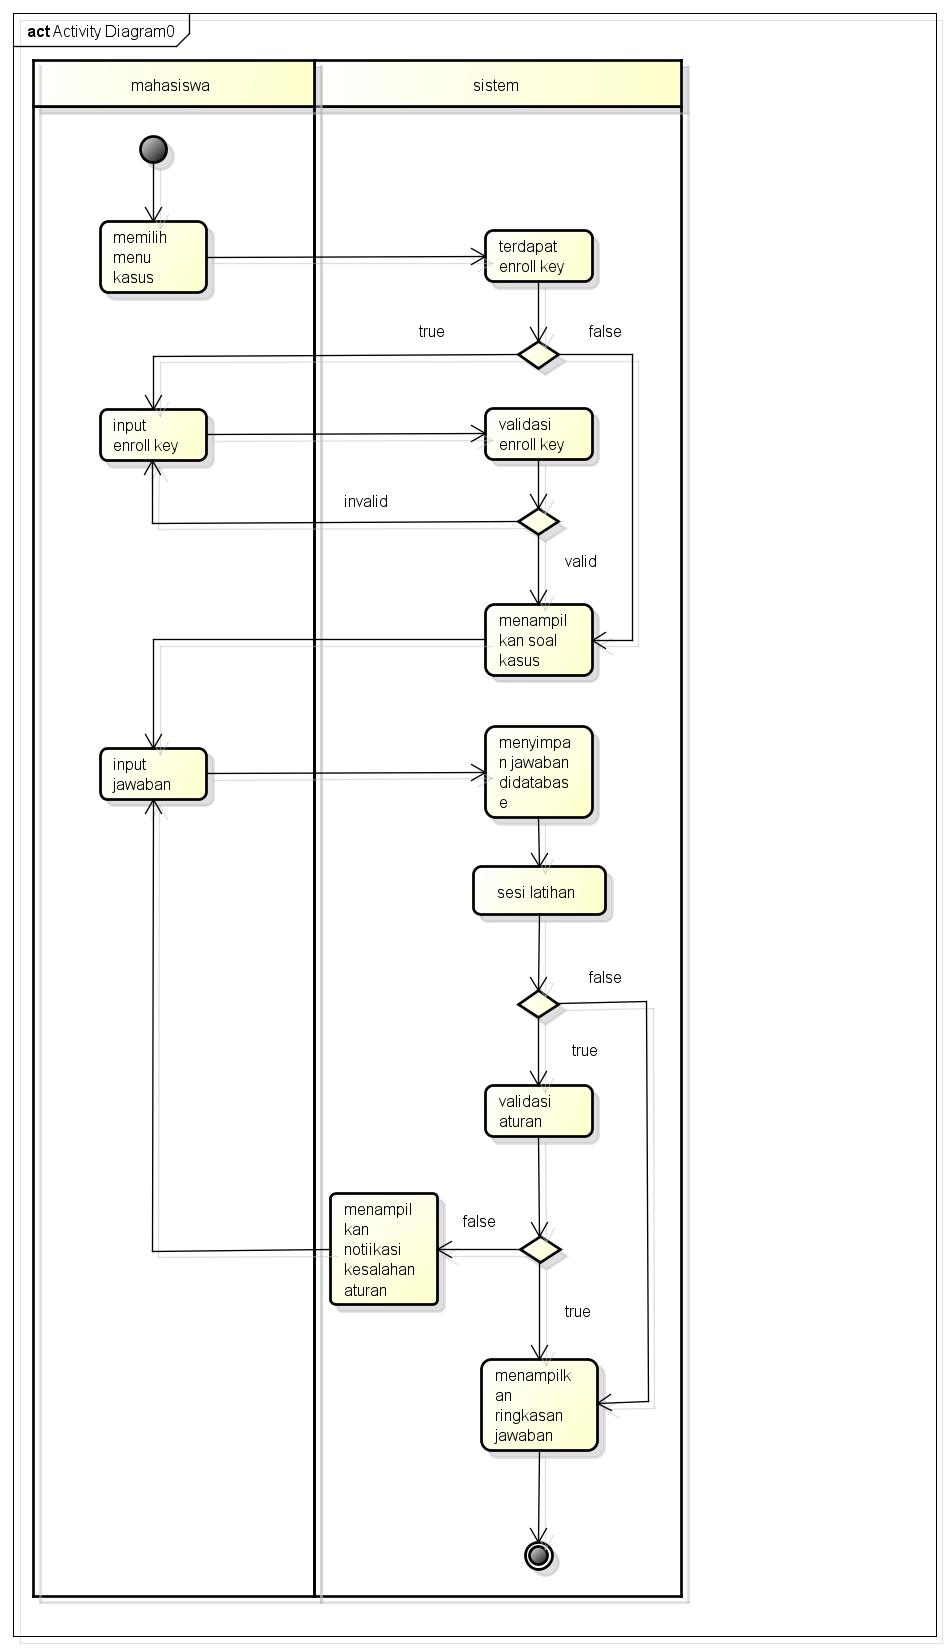 act Activity Diagram0
mahasiswa
sistem
memilih
menu
kasus
terdapat
enroll key
true
false
input
enroll key
validasi
enroll key
invalid
valid
menampil
kan soal
kasus
input
jawaban
menyimpa
n jawaban
didatabas
e
sesi latihan
false
true
validasi
aturan
menampil
kan
notiikasi
kesalahan
aturan
false
true
menampilk
an
ringkasan
jawaban